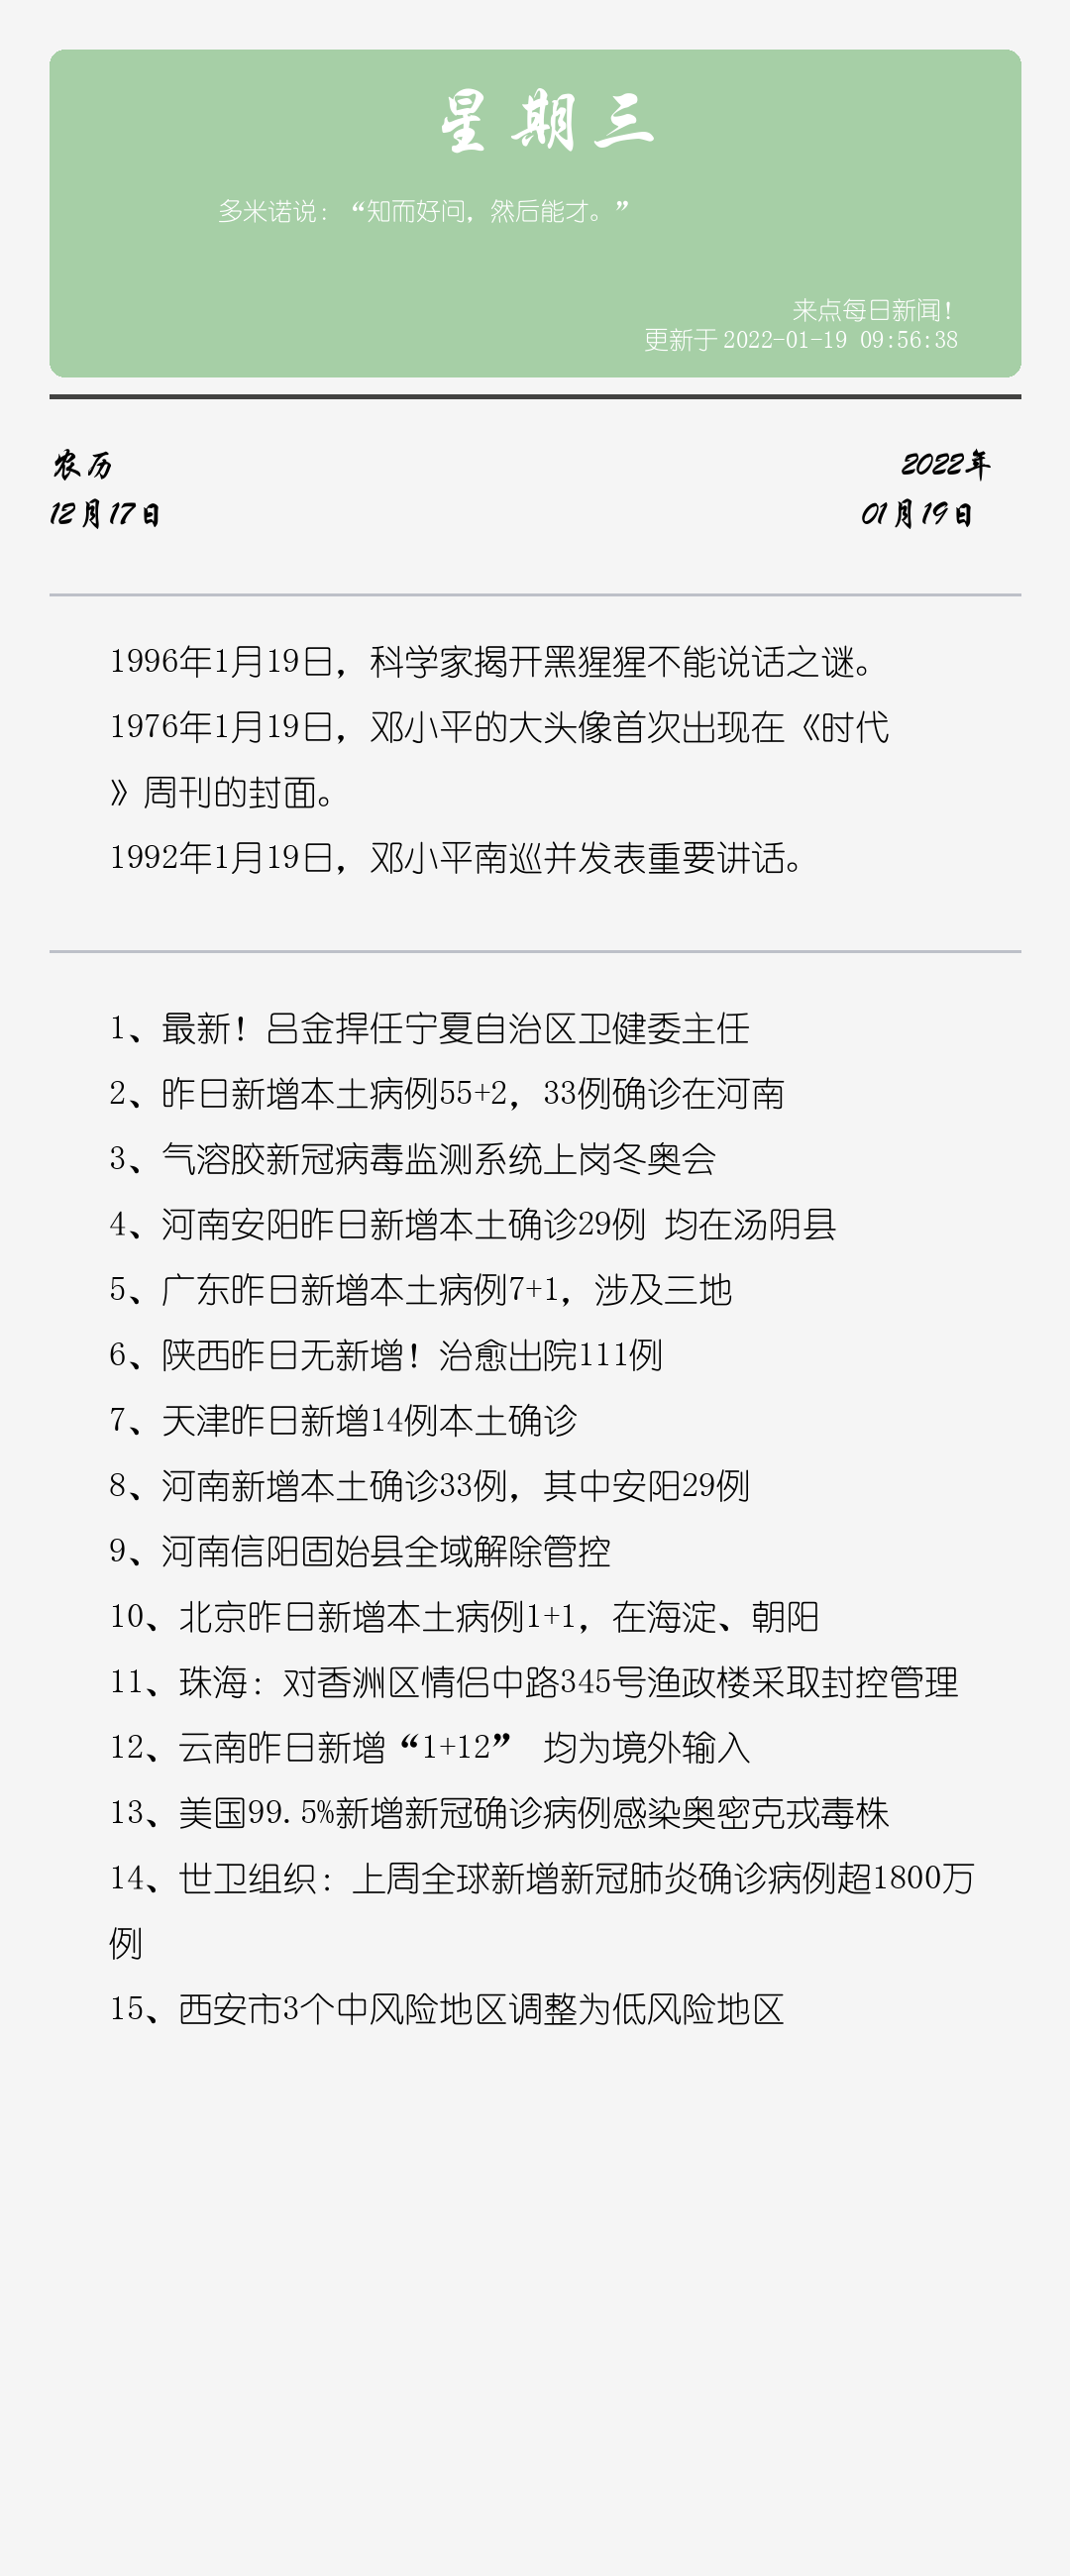 星期三
多米诺说：“知而好问，然后能才。”
来点每日新闻！
更新于 2022-01-19 09:56:38
农历
2022年
12月17日
01月19日
1996年1月19日，科学家揭开黑猩猩不能说话之谜。
1976年1月19日，邓小平的大头像首次出现在《时代
》周刊的封面。
1992年1月19日，邓小平南巡并发表重要讲话。
1、最新！吕金捍任宁夏自治区卫健委主任
2、昨日新增本土病例55+2，33例确诊在河南
3、气溶胶新冠病毒监测系统上岗冬奥会
4、河南安阳昨日新增本土确诊29例 均在汤阴县
5、广东昨日新增本土病例7+1，涉及三地
6、陕西昨日无新增！治愈出院111例
7、天津昨日新增14例本土确诊
8、河南新增本土确诊33例，其中安阳29例
9、河南信阳固始县全域解除管控
10、北京昨日新增本土病例1+1，在海淀、朝阳
11、珠海：对香洲区情侣中路345号渔政楼采取封控管理
12、云南昨日新增“1+12” 均为境外输入
13、美国99.5%新增新冠确诊病例感染奥密克戎毒株
14、世卫组织：上周全球新增新冠肺炎确诊病例超1800万
例
15、西安市3个中风险地区调整为低风险地区